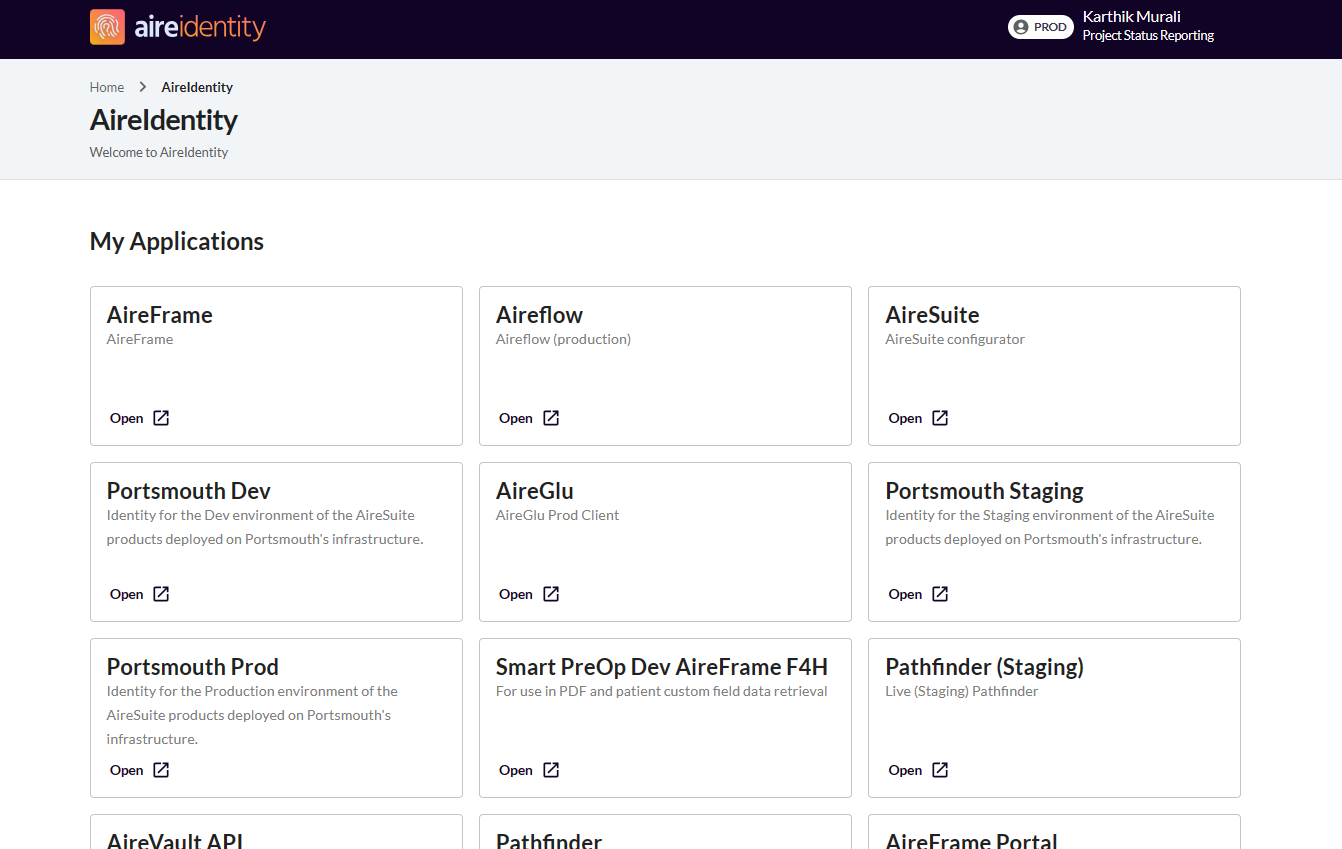 aireidentity
PROD
Karthik Murali
Project Status Reporting
Home
AireIdentity
AireIdentity
Welcome to AireIdentity
My Applications
AireFrame
AireFrame
Open
Aireflow
Aireflow (production)
Open
AireSuite
AireSuite configurator
Open
Portsmouth Dev
Identity for the Dev environment of the AireSuite
products deployed on Portsmouth's infrastructure.
Open
AireGlu
AireGlu Prod Client
Open
Portsmouth Staging
Identity for the Staging environment of the AireSuite
products deployed on Portsmouth's infrastructure.
Open
Portsmouth Prod
Identity for the Production environment of the
AireSuite products deployed on Portsmouth's
infrastructure.
Open
Smart PreOp Dev AireFrame F4H
For use in PDF and patient custom field data retrieval
Open
Pathfinder (Staging)
Live (Staging) Pathfinder
Open
AireVault API
Pathfinder
AireFrame Portal